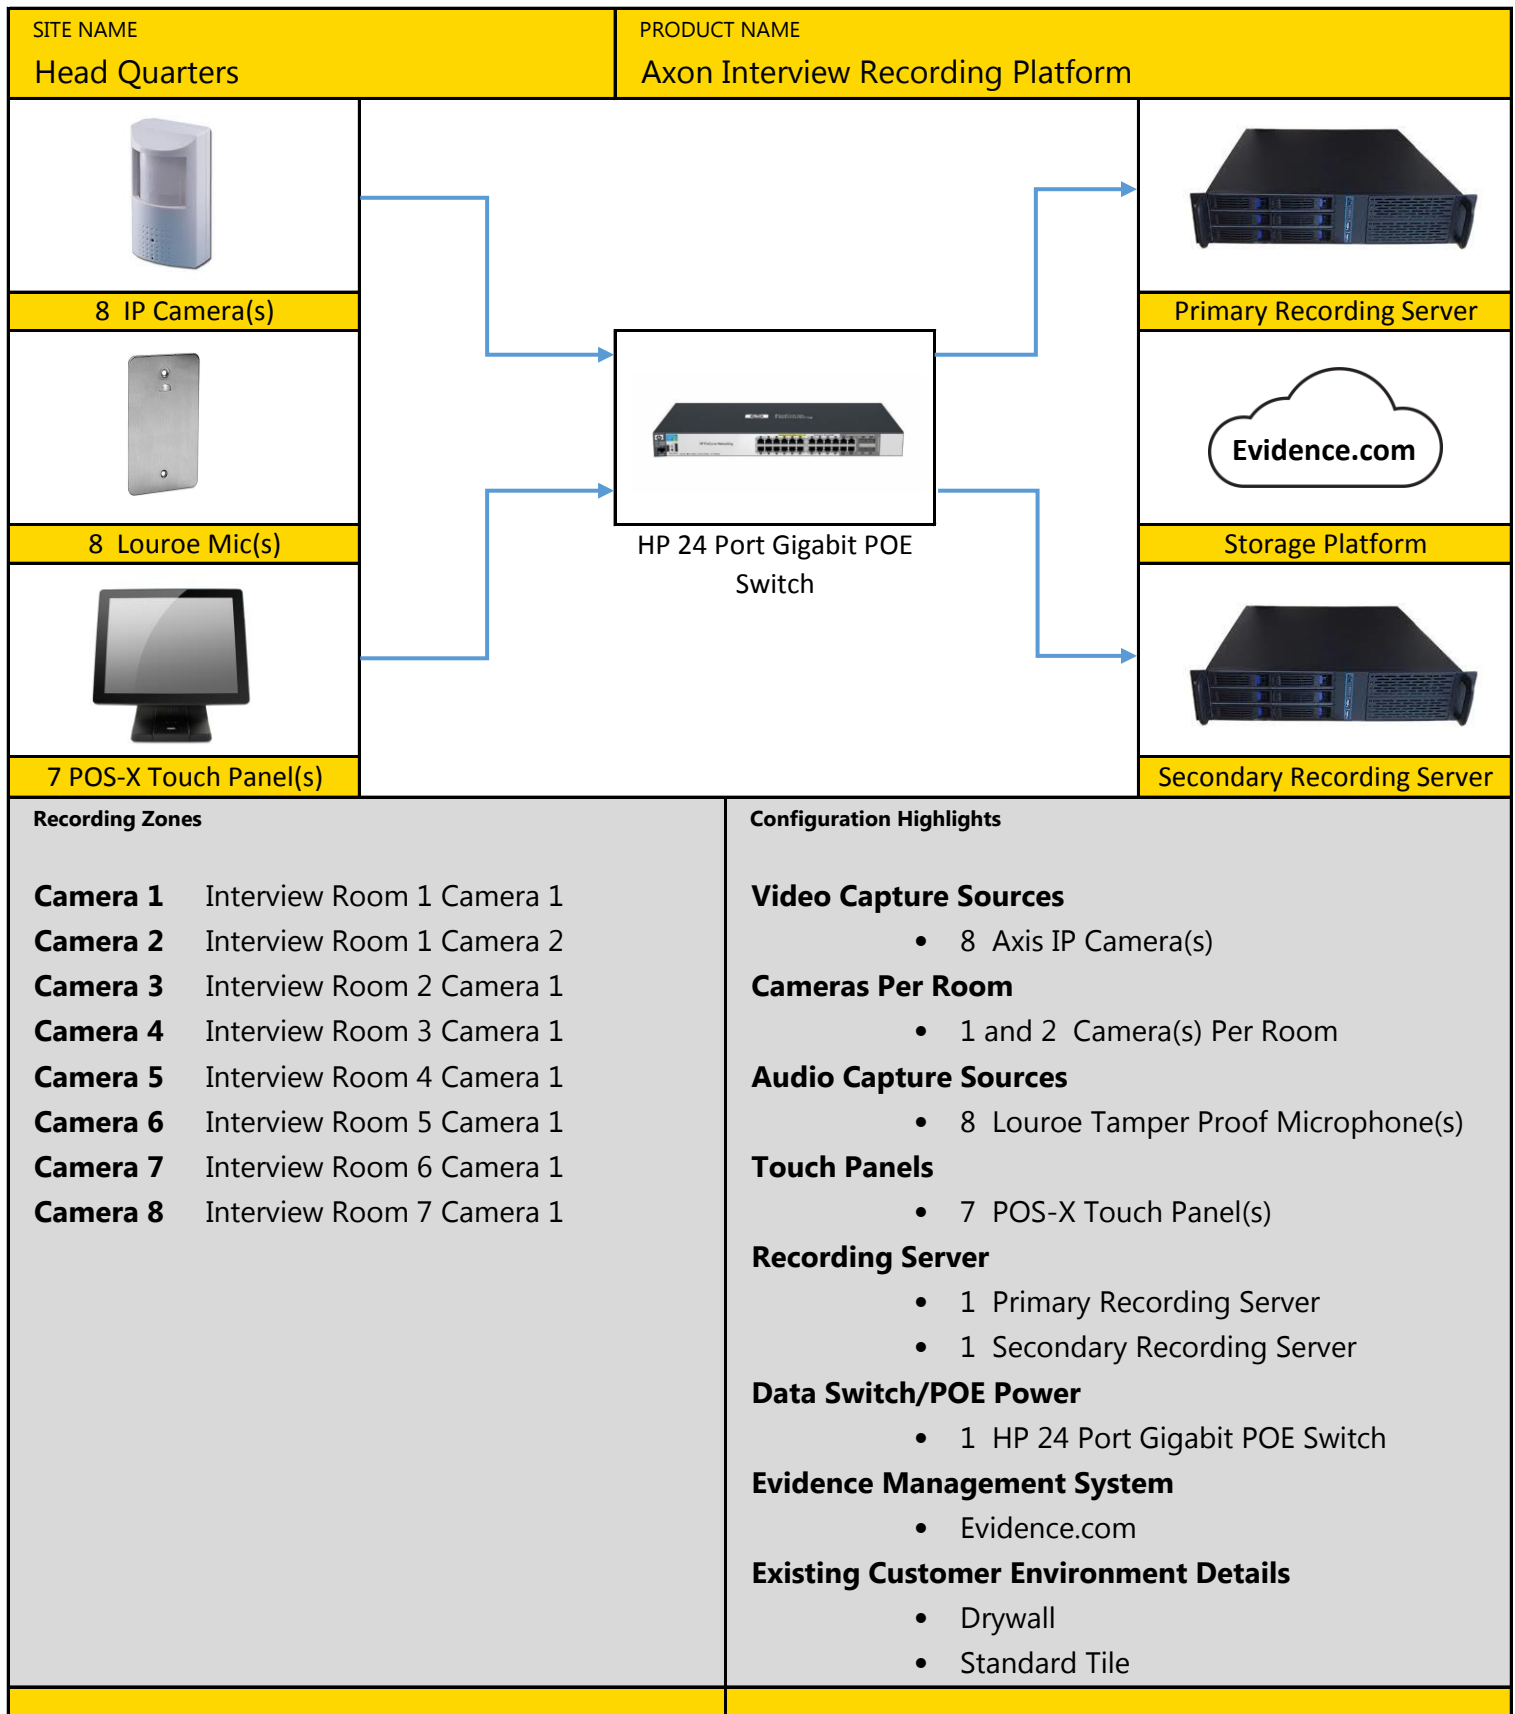 SITE NAME
Head Quarters
PRODUCT NAME
Axon Interview Recording Platform
8 IP Camera(s)
8 Louroe Mic(s)
7 POS-X Touch Panel(s)
HP 24 Port Gigabit POE
Switch
Primary Recording Server
Evidence.com
Storage Platform
Secondary Recording Server
Recording Zones
Camera 1 Interview Room 1 Camera 1
Camera 2 Interview Room 1 Camera 2
Camera 3 Interview Room 2 Camera 1
Camera 4 Interview Room 3 Camera 1
Camera 5 Interview Room 4 Camera 1
Camera 6 Interview Room 5 Camera 1
Camera 7 Interview Room 6 Camera 1
Camera 8 Interview Room 7 Camera 1
Configuration Highlights
Video Capture Sources
• 8 Axis IP Camera(s)
Cameras Per Room
• 1 and 2 Camera(s) Per Room
Audio Capture Sources
• 8 Louroe Tamper Proof Microphone(s)
Touch Panels
• 7 POS-X Touch Panel(s)
Recording Server
• 1 Primary Recording Server
• 1 Secondary Recording Server
Data Switch/POE Power
• 1 HP 24 Port Gigabit POE Switch
Evidence Management System
• Evidence.com
Existing Customer Environment Details
• Drywall
• Standard Tile